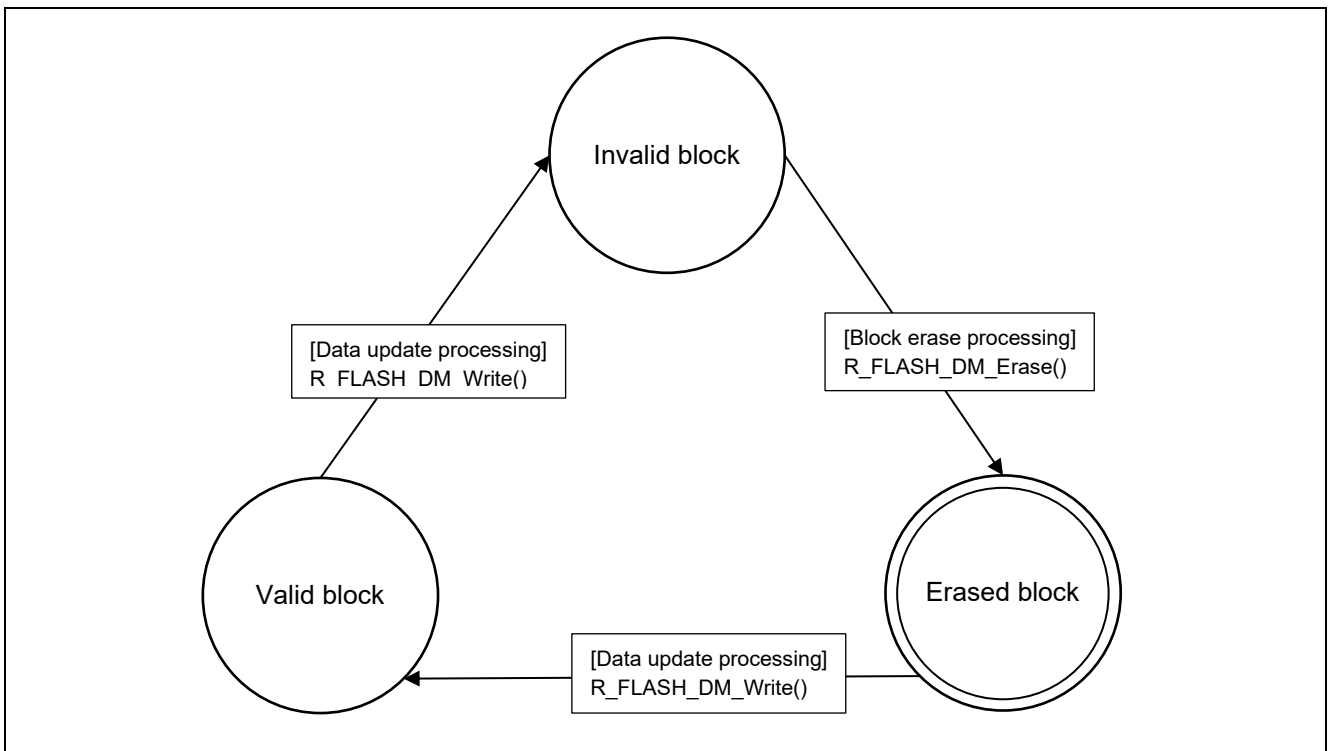 Invalid block
[Data update processing]
R_FLASH_DM_Write()
[Block erase processing]
R_FLASH_DM_Erase()
Valid block
Erased block
[Data update processing]
R_FLASH_DM_Write()